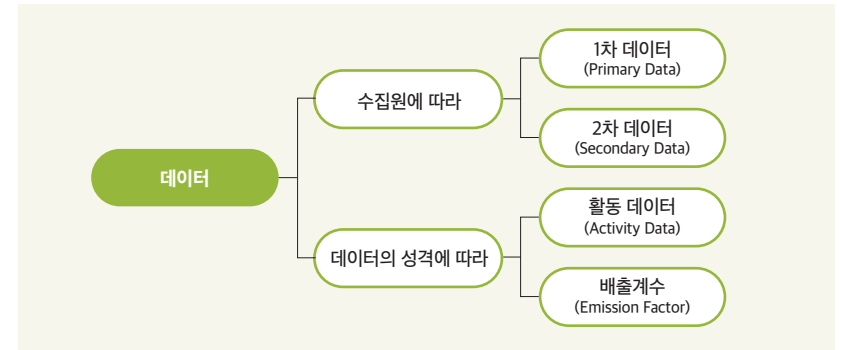 데이터
수집원에 따라
1차 데이터
(Primary Data)
2차 데이터
(Secondary Data)
데이터의 성격에 따라
활동 데이터
(Activity Data)
배출계수
(Emission Factor)